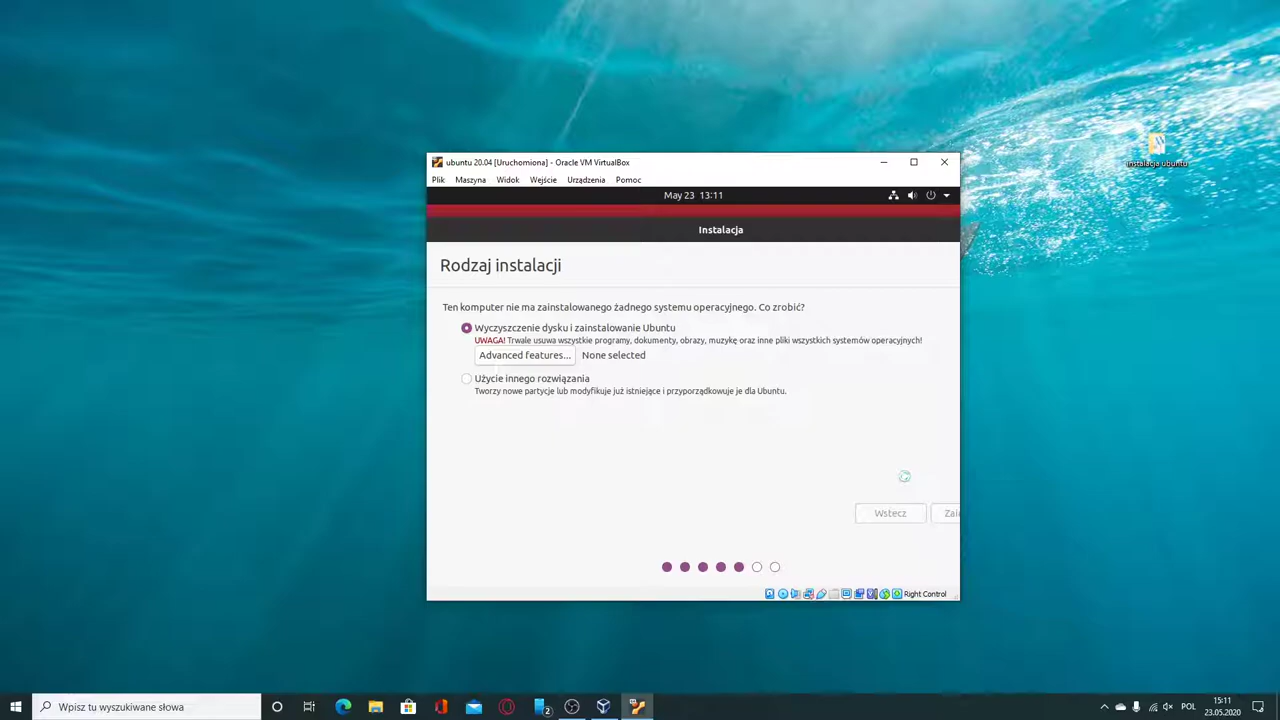 instalacja ubuntu
ubuntu 20.04 [Uruchomiona] - Oracle VM VirtualBox
Plik Maszyna Widok Wejście Urządzenia Pomoc
May 23 13:11
Instalacja
Rodzaj instalacji
Ten komputer nie ma zainstalowanego żadnego systemu operacyjnego. Co zrobić?
Wyczyszczenie dysku i zainstalowanie Ubuntu
UWAGA! Trwale usuwa wszystkie programy, dokumenty, obrazy, muzykę oraz inne pliki wszystkich systemów operacyjnych!
Advanced features... None selected
Użycie innego rozwiązania
Tworzy nowe partycje lub modyfikuje już istniejące i przyporządkowuje je dla Ubuntu.
Wstecz
Right Control
Wpisz tu wyszukiwane słowa
2
POL
15:11
23.05.2020